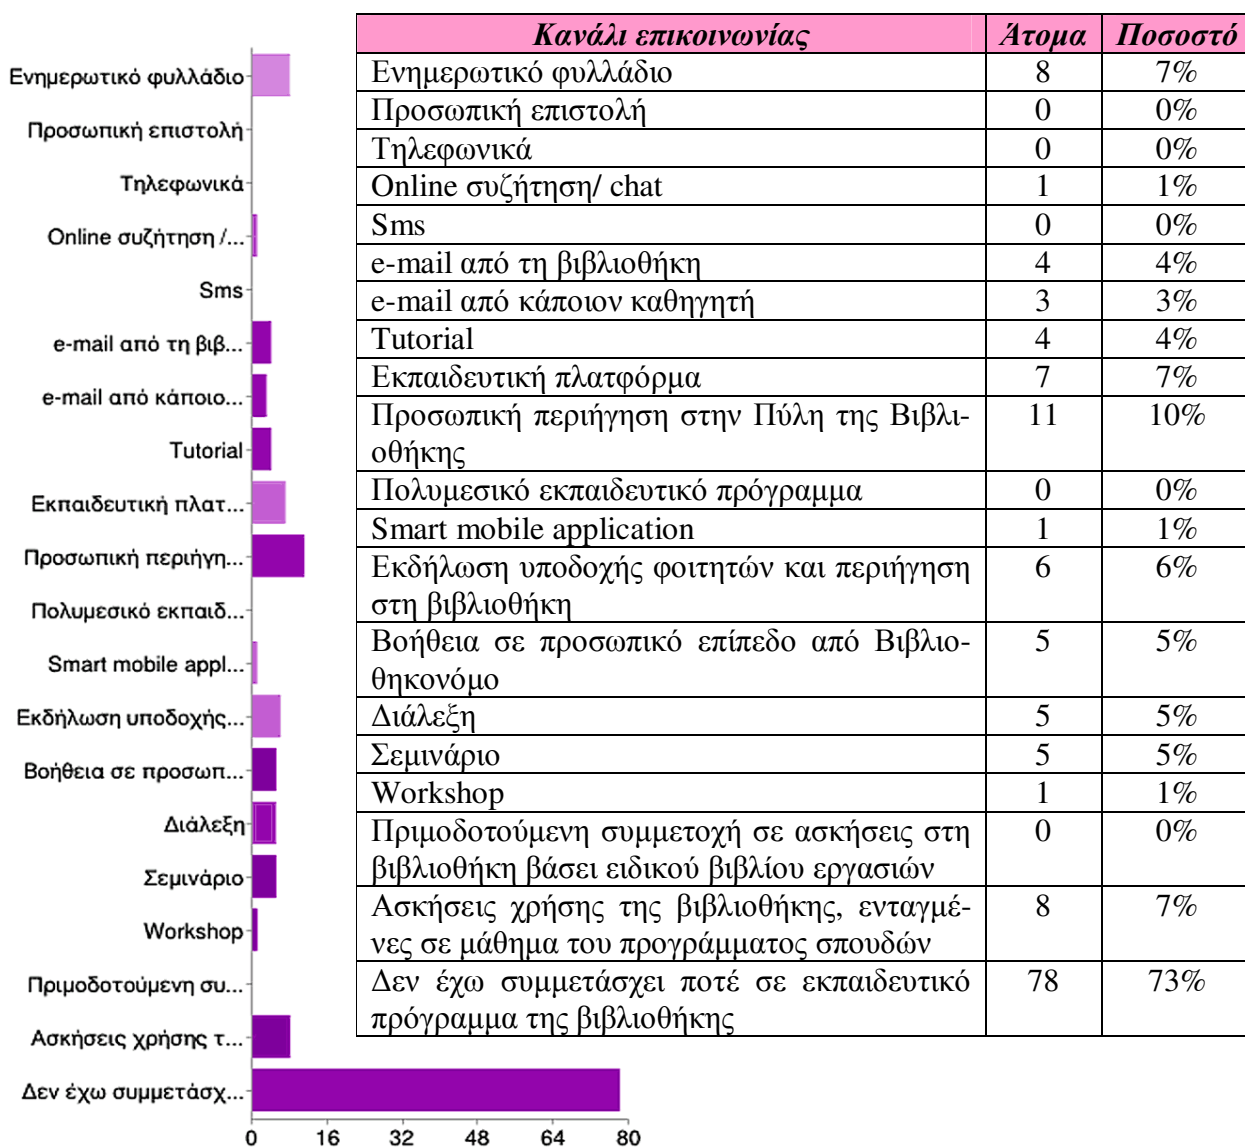 Ενημερωτικό φυλλάδιο
Προσωπική επιστολή
Τηλεφωνικά
Online συζήτηση /...
Sms
e-mail από τη βιβ...
e-mail από κάποιο...
Tutorial
Εκπαιδευτική πλατ...
Προσωπική περιήγη...
Πολυμεσικό εκπαιδ...
Smart mobile appl...
Εκδήλωση υποδοχής...
Βοήθεια σε προσωπ...
Διάλεξη
Σεμινάριο
Workshop
Πριμοδοτούμενη συ...
Ασκήσεις χρήσης τ...
Δεν έχω συμμετάσχ...
0 16 32 48 64 80
Κανάλι επικοινωνίας Άτομα Ποσοστό
Ενημερωτικό φυλλάδιο 8 7%
Προσωπική επιστολή 0 0%
Τηλεφωνικά 0 0%
Online συζήτηση/ chat 1 1%
Sms 0 0%
e-mail από τη βιβλιοθήκη 4 4%
e-mail από κάποιον καθηγητή 3 3%
Tutorial 4 4%
Εκπαιδευτική πλατφόρμα 7 7%
Προσωπική περιήγηση στην Πύλη της Βιβλι- 11 10%
οθήκης
Πολυμεσικό εκπαιδευτικό πρόγραμμα 0 0%
Smart mobile application 1 1%
Εκδήλωση υποδοχής φοιτητών και περιήγηση 6 6%
στη βιβλιοθήκη
Βοήθεια σε προσωπικό επίπεδο από Βιβλιο- 5 5%
θηκονόμο
Διάλεξη 5 5%
Σεμινάριο 5 5%
Workshop 1 1%
Πριμοδοτούμενη συμμετοχή σε ασκήσεις στη 0 0%
βιβλιοθήκη βάσει ειδικού βιβλίου εργασιών
Ασκήσεις χρήσης της βιβλιοθήκης, ενταγμέ- 8 7%
νες σε μάθημα του προγράμματος σπουδών
Δεν έχω συμμετάσχει ποτέ σε εκπαιδευτικό 78 73%
πρόγραμμα της βιβλιοθήκης